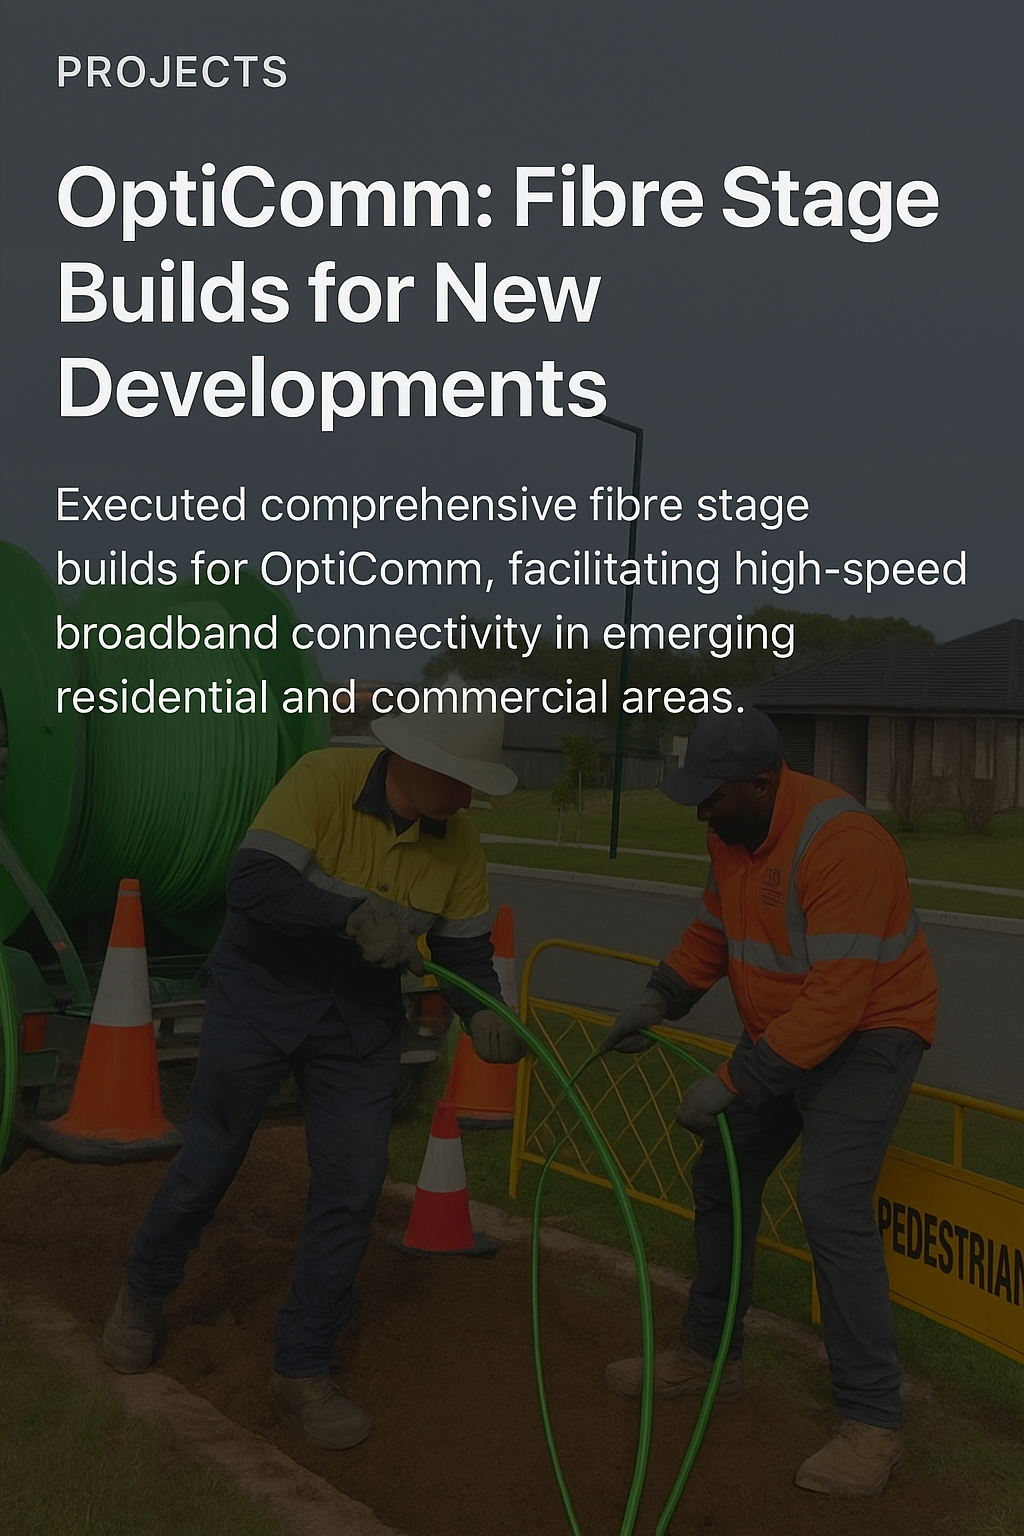 PROJECTS
OptiComm: Fibre Stage
Builds for New
Developments
Executed comprehensive fibre stage
builds for OptiComm, facilitating high-speed
broadband connectivity in emerging
residential and commercial areas.
PEDESTRIAN